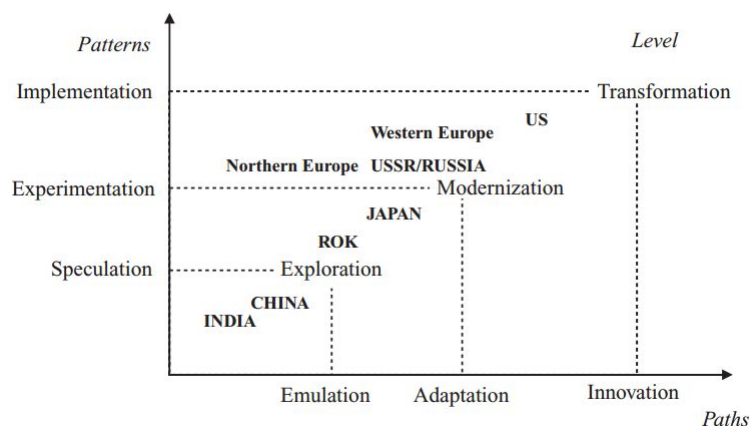 Patterns Level
Implementation Transformation
US
Western Europe
Northern Europe USSR/RUSSIA
Experimentation Modernization
JAPAN
ROK
Speculation Exploration
CHINA
INDIA
Emulation Adaptation Innovation
Paths